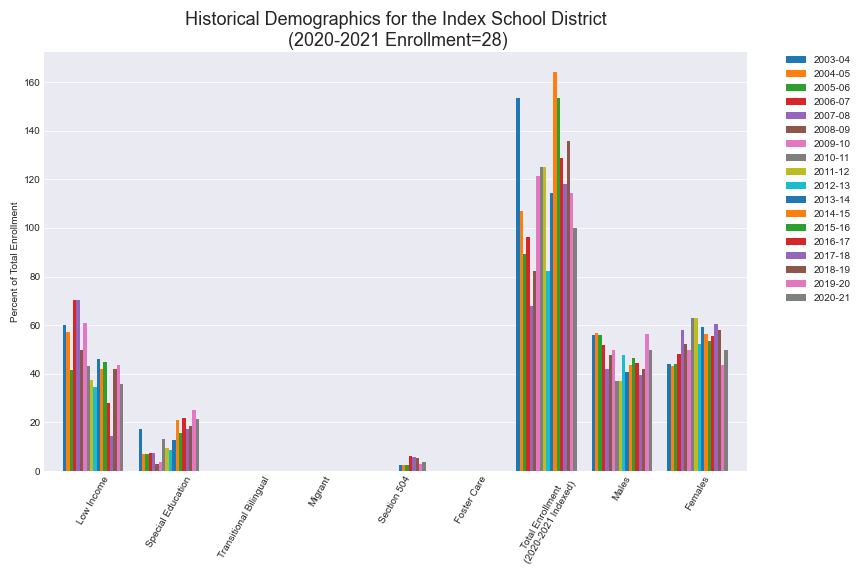 Historical Demographics for the Index School District
(2020-2021 Enrollment=28)
Percent of Total Enrollment
160
140
120
100
80
60
40
20
0
Low Income
Special Education
Transitional Bilingual
Migrant
Section 504
Foster Care
Total Enrollment
(2020-2021 Indexed)
Males
Females
2003-04
2004-05
2005-06
2006-07
2007-08
2008-09
2009-10
2010-11
2011-12
2012-13
2013-14
2014-15
2015-16
2016-17
2017-18
2018-19
2019-20
2020-21